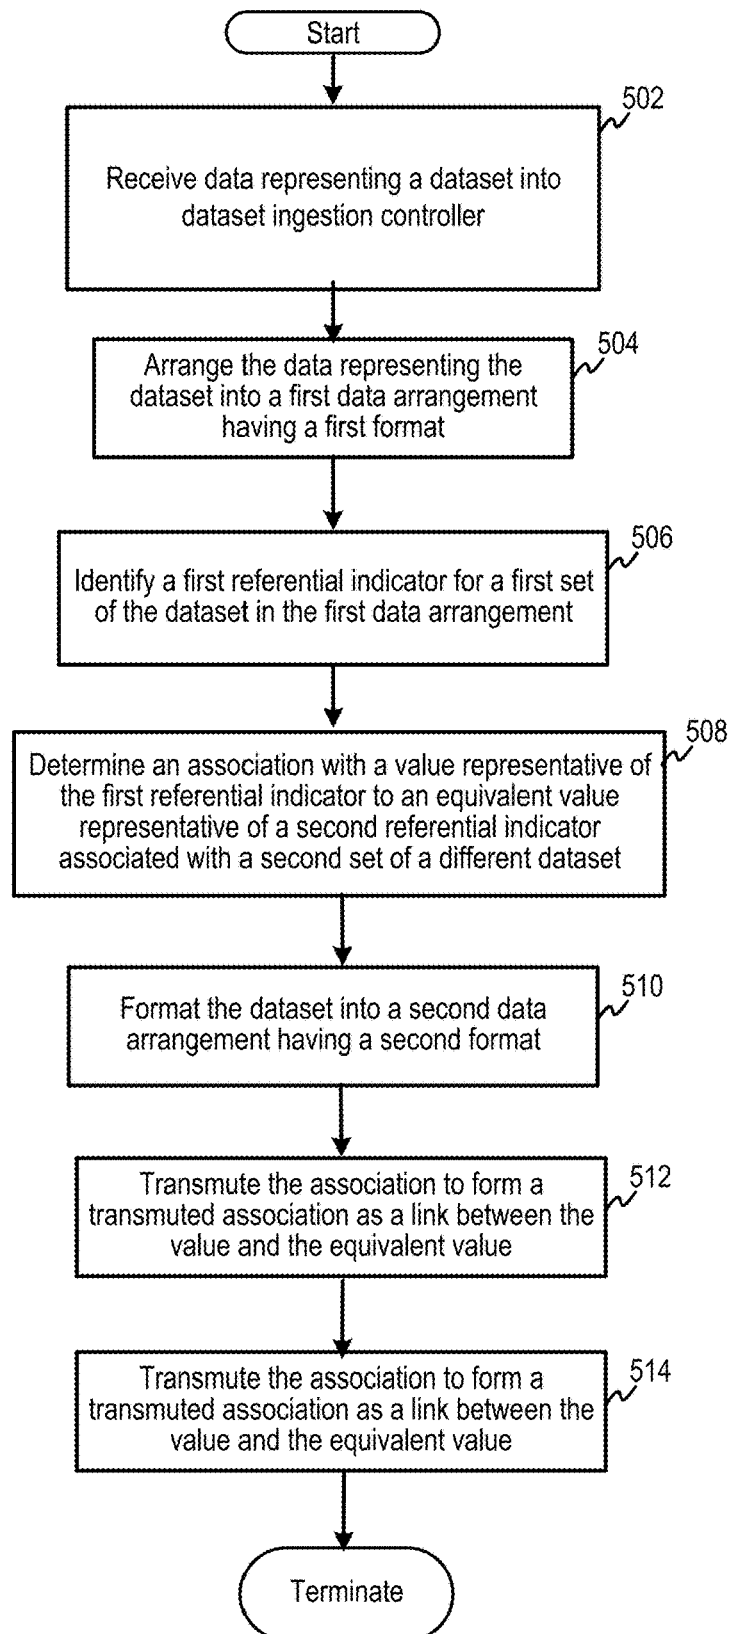 Start
502
Receive data representing a dataset into
dataset ingestion controller
504
Arrange the data representing the
dataset into a first data arrangement
having a first format
506
Identify a first referential indicator for a first set
of the dataset in the first data arrangement
508
Determine an association with a value representative of
the first referential indicator to an equivalent value
representative of a second referential indicator
associated with a second set of a different dataset
510
Format the dataset into a second data
arrangement having a second format
512
Transmute the association to form a
transmuted association as a link between the
value and the equivalent value
514
Transmute the association to form a
transmuted association as a link between the
value and the equivalent value
Terminate